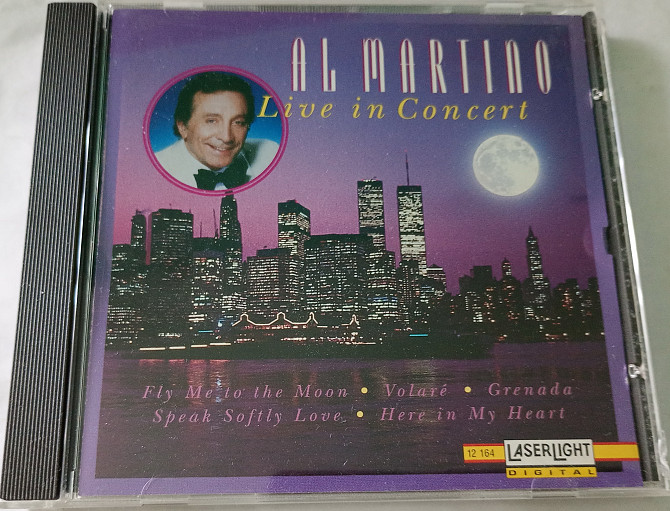 AL MARTINO
Live in Concert
Fly Me to the Moon • Volaré • Grenada
Speak Softly Love • Here in My Heart
12 164
LASERLIGHT
DIGITAL